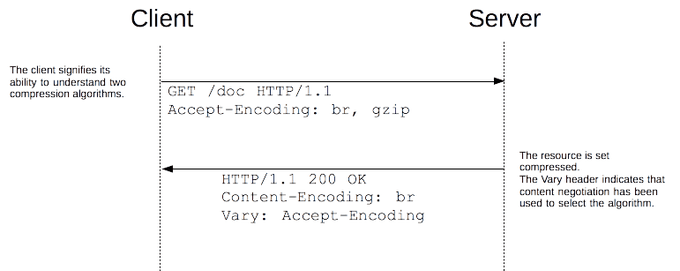 Client
Server
The client signifies its
ability to understand two
compression algorithms.
GET /doc HTTP/1.1
Accept-Encoding: br, gzip
The resource is set
compressed.
The Vary header indicates that
content negotiation has been
used to select the algorithm.
HTTP/1.1 200 OK
Content-Encoding: br
Vary: Accept-Encoding